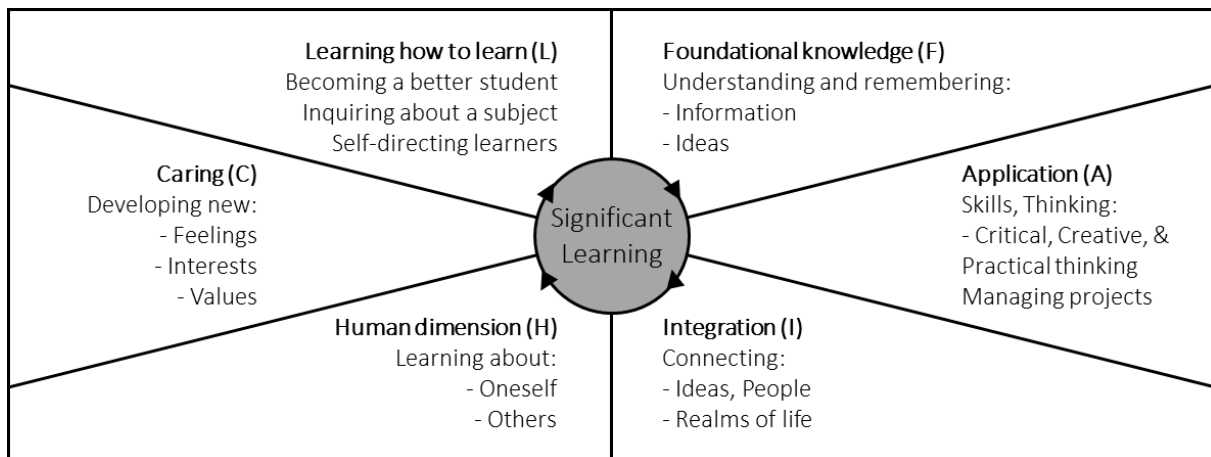 Learning how to learn (L)
Becoming a better student
Inquiring about a subject
Self-directing learners
Foundational knowledge (F)
Understanding and remembering:
- Information
- Ideas
Caring (C)
Developing new:
- Feelings
- Interests
- Values
Significant
Learning
Application (A)
Skills, Thinking:
- Critical, Creative, &
Practical thinking
Managing projects
Human dimension (H)
Learning about:
- Oneself
- Others
Integration (I)
Connecting:
- Ideas, People
- Realms of life